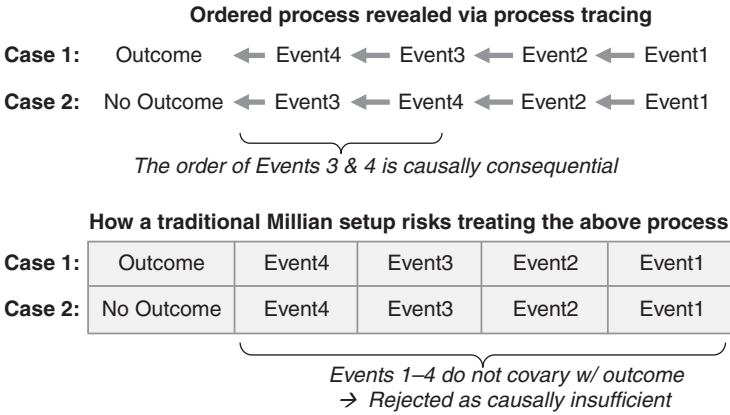 Ordered process revealed via process tracing
Case 1: Outcome ← Event4 ← Event3 ← Event2 ← Event1
Case 2: No Outcome ← Event3 ← Event4 ← Event2 ← Event1
The order of Events 3 & 4 is causally consequential
How a traditional Millian setup risks treating the above process
Case 1: Outcome Event4 Event3 Event2 Event1
Case 2: No Outcome Event4 Event3 Event2 Event1
Events 1–4 do not covary w/ outcome
→ Rejected as causally insufficient